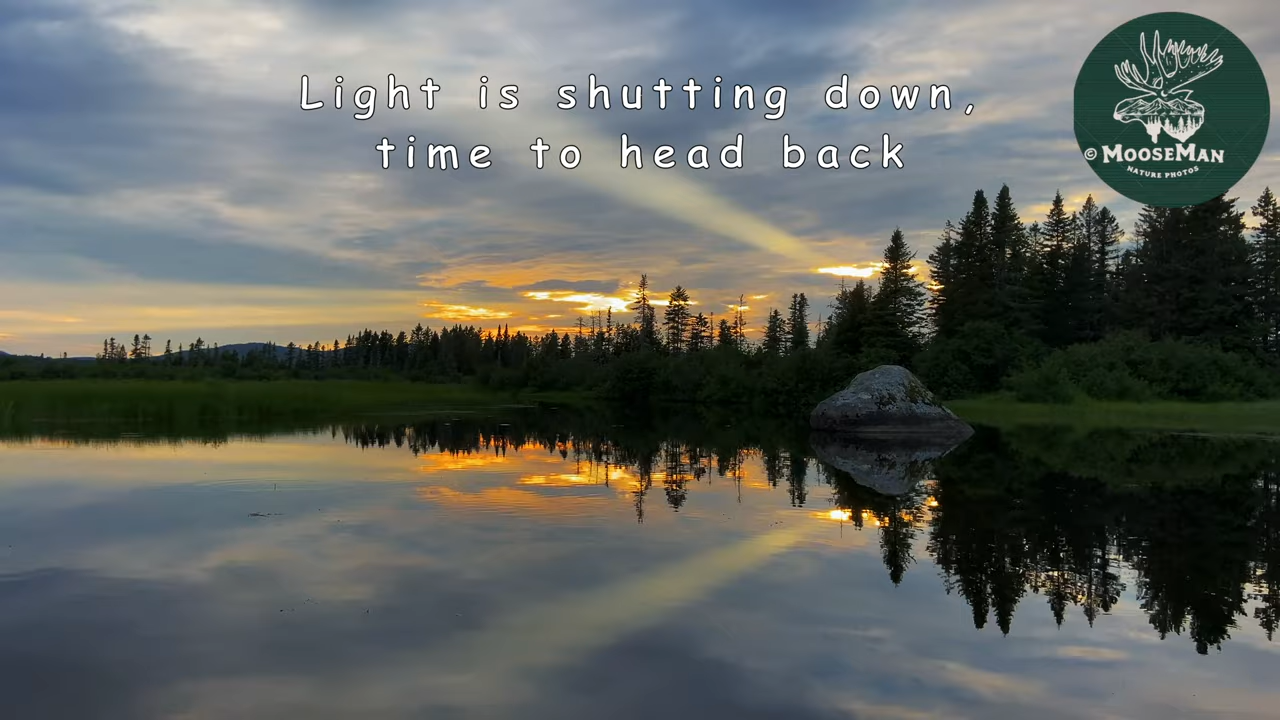 Light is shutting down,
time to head back
© MOOSEMAN
NATURE PHOTOS